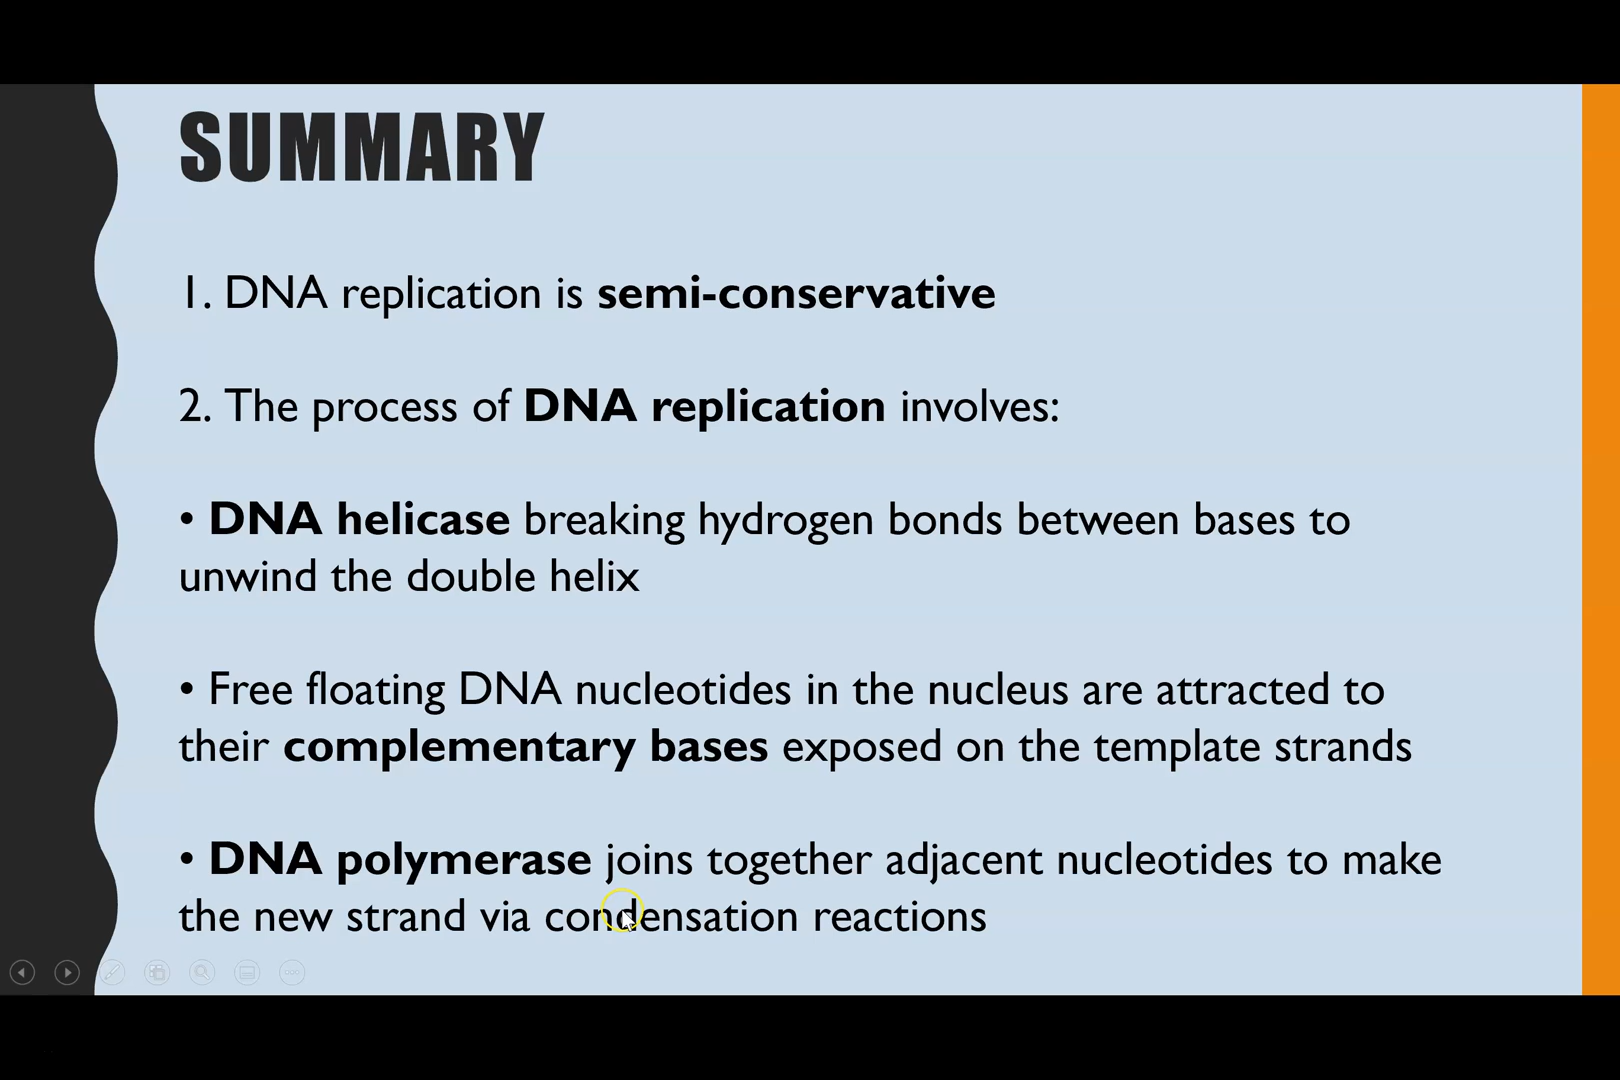 SUMMARY
1. DNA replication is semi-conservative
2. The process of DNA replication involves:
• DNA helicase breaking hydrogen bonds between bases to
unwind the double helix
• Free floating DNA nucleotides in the nucleus are attracted to
their complementary bases exposed on the template strands
• DNA polymerase joins together adjacent nucleotides to make
the new strand via condensation reactions